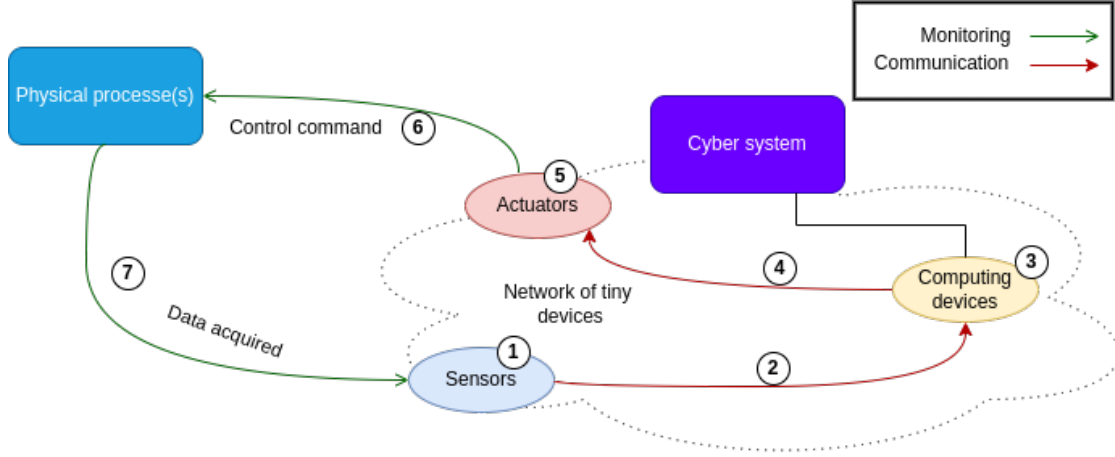 Monitoring
Communication
Physical processe(s)
Control command
6
Cyber system
5
Actuators
7
4
3
Computing
devices
Network of tiny
devices
Data acquired
1
Sensors
2